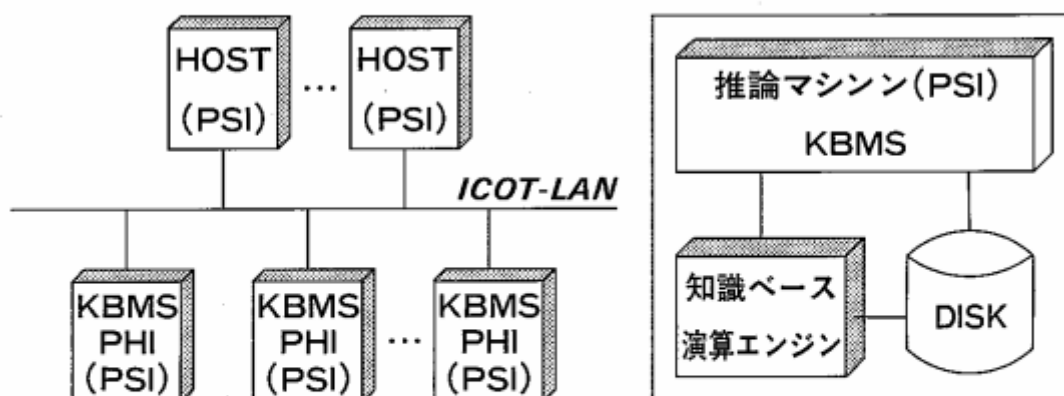 HOST
(PSI)
...
HOST
(PSI)
ICOT-LAN
KBMS
PHI
(PSI)
KBMS
PHI
(PSI)
...
KBMS
PHI
(PSI)
推論マシンン(PSI)
KBMS
知識ベース
演算エンジン
DISK